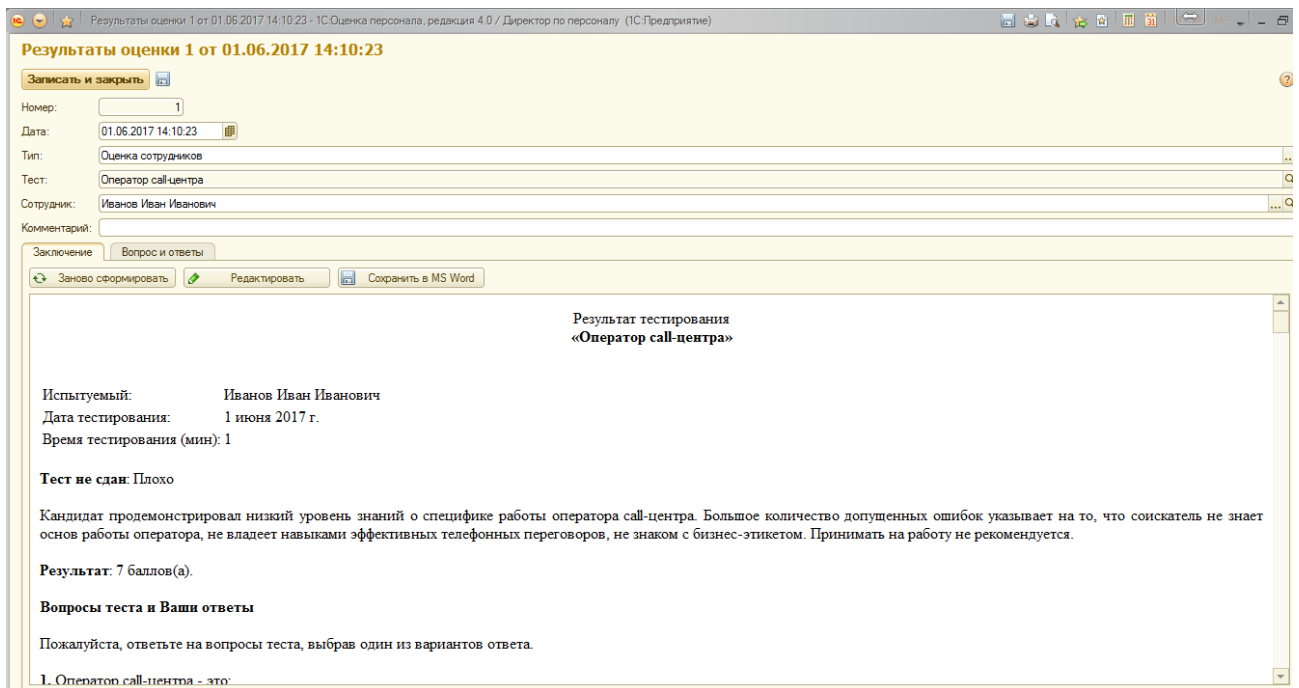 Результаты оценки 1 от 01.06.2017 14:10:23 - 1С:Оценка персонала, редакция 4.0 / Директор по персоналу (1С:Предприятие)
Результаты оценки 1 от 01.06.2017 14:10:23
Записать и закрыть
Номер: 1
Дата: 01.06.2017 14:10:23
Тип: Оценка сотрудников
Тест: Оператор call-центра
Сотрудник: Иванов Иван Иванович
Комментарий:
Заключение Вопрос и ответы
Заново сформировать Редактировать Сохранить в MS Word
Результат тестирования
«Оператор call-центра»
Испытуемый: Иванов Иван Иванович
Дата тестирования: 1 июня 2017 г.
Время тестирования (мин): 1
Тест не сдан: Плохо
Кандидат продемонстрировал низкий уровень знаний о специфике работы оператора call-центра. Большое количество допущенных ошибок указывает на то, что соискатель не знает
основ работы оператора, не владеет навыками эффективных телефонных переговоров, не знаком с бизнес-этикетом. Принимать на работу не рекомендуется.
Результат: 7 баллов(а).
Вопросы теста и Ваши ответы
Пожалуйста, ответьте на вопросы теста, выбрав один из вариантов ответа.
1. Оператор call-центра - это: